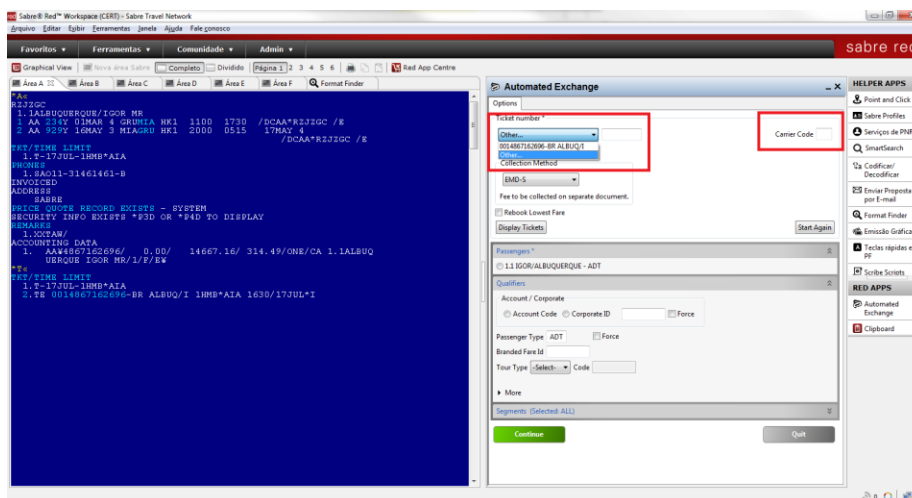 Sabre® Red™ Workspace (CERT) - Sabre Travel Network
Arquivo Editar Exibir Ferramentas Janela Ajuda Fale conosco
Favoritos Ferramentas Comunidade Admin
sabre red
Graphical View Nova área Sabre Completo Dividido Página 1 2 3 4 5 6 Red App Centre
Área A Área B Área C Área D Área E Área F Format Finder
*A«
RZJZGC
1.1ALBUQUERQUE/IGOR MR
1 AA 234Y 01MAR 4 GRUMIA HK1 1100 1730 /DCAA*RZJZGC /E
2 AA 929Y 16MAY 3 MIAGRU HK1 2000 0515 17MAY 4
/DCAA*RZJZGC /E
TKT/TIME LIMIT
1.T-17JUL-1HMB*AIA
PHONES
1.SAO11-31461461-B
INVOICED
ADDRESS
SABRE
PRICE QUOTE RECORD EXISTS - SYSTEM
SECURITY INFO EXISTS *P3D OR *P4D TO DISPLAY
REMARKS
1.XXTAW/
ACCOUNTING DATA
1. AA¥4867162696/ 0.00/ 14667.16/ 314.49/ONE/CA 1.1ALBUQ
UERQUE IGOR MR/1/F/E¥
*T«
TKT/TIME LIMIT
1.T-17JUL-1HMB*AIA
2.TE 0014867162696-BR ALBUQ/I 1HMB*AIA 1630/17JUL*I
Automated Exchange
Options
Ticket number *
Other...
Carrier Code
0014867162696-BR ALBUQ/I
Other...
Collection Method
EMD-S
Fee to be collected on separate document.
Rebook Lowest Fare
Display Tickets Start Again
Passengers *
1.1 IGOR/ALBUQUERQUE - ADT
Qualifiers
Account / Corporate
Account Code Corporate ID Force
Passenger Type ADT Force
Branded Fare Id
Tour Type -Select- Code
More
Segments (Selected: ALL)
Continue Quit
HELPER APPS
Point and Click
Sabre Profiles
Serviços de PNR
SmartSearch
Codificar/
Decodificar
Enviar Proposta
por E-mail
Format Finder
Emissão Gráfica
Teclas rápidas e
PF
Scribe Scripts
RED APPS
Automated
Exchange
Clipboard